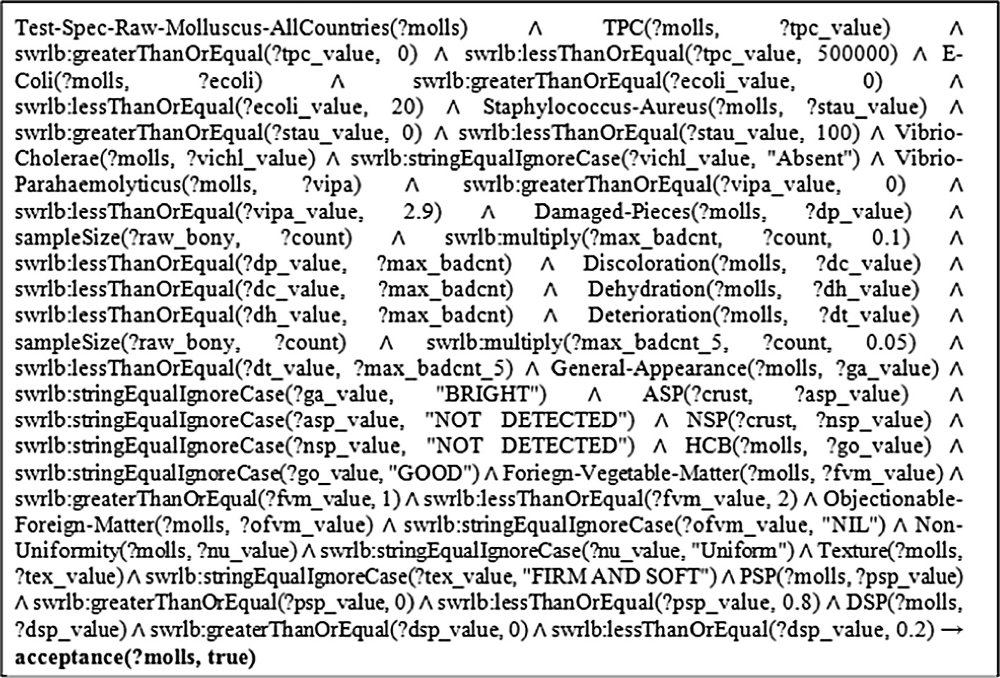 Test-Spec-Raw-Molluscus-AllCountries(?molls) ∧ TPC(?molls, ?tpc_value) ∧
swrlb:greaterThanOrEqual(?tpc_value, 0) ∧ swrlb:lessThanOrEqual(?tpc_value, 500000) ∧ E-
Coli(?molls, ?ecoli) ∧ swrlb:greaterThanOrEqual(?ecoli_value, 0) ∧
swrlb:lessThanOrEqual(?ecoli_value, 20) ∧ Staphylococcus-Aureus(?molls, ?stau_value) ∧
swrlb:greaterThanOrEqual(?stau_value, 0) ∧ swrlb:lessThanOrEqual(?stau_value, 100) ∧ Vibrio-
Cholerae(?molls, ?vichl_value) ∧ swrlb:stringEqualIgnoreCase(?vichl_value, "Absent") ∧ Vibrio-
Parahaemolyticus(?molls, ?vipa) ∧ swrlb:greaterThanOrEqual(?vipa_value, 0) ∧
swrlb:lessThanOrEqual(?vipa_value, 2.9) ∧ Damaged-Pieces(?molls, ?dp_value) ∧
sampleSize(?raw_bony, ?count) ∧ swrlb:multiply(?max_badcnt, ?count, 0.1) ∧
swrlb:lessThanOrEqual(?dp_value, ?max_badcnt) ∧ Discoloration(?molls, ?dc_value) ∧
swrlb:lessThanOrEqual(?dc_value, ?max_badcnt) ∧ Dehydration(?molls, ?dh_value) ∧
swrlb:lessThanOrEqual(?dh_value, ?max_badcnt) ∧ Deterioration(?molls, ?dt_value) ∧
sampleSize(?raw_bony, ?count) ∧ swrlb:multiply(?max_badcnt_5, ?count, 0.05) ∧
swrlb:lessThanOrEqual(?dt_value, ?max_badcnt_5) ∧ General-Appearance(?molls, ?ga_value) ∧
swrlb:stringEqualIgnoreCase(?ga_value, "BRIGHT") ∧ ASP(?crust, ?asp_value) ∧
swrlb:stringEqualIgnoreCase(?asp_value, "NOT DETECTED") ∧ NSP(?crust, ?nsp_value) ∧
swrlb:stringEqualIgnoreCase(?nsp_value, "NOT DETECTED") ∧ HCB(?molls, ?go_value) ∧
swrlb:stringEqualIgnoreCase(?go_value, "GOOD") ∧ Foriegn-Vegetable-Matter(?molls, ?fvm_value) ∧
swrlb:greaterThanOrEqual(?fvm_value, 1) ∧ swrlb:lessThanOrEqual(?fvm_value, 2) ∧ Objectionable-
Foreign-Matter(?molls, ?ofvm_value) ∧ swrlb:stringEqualIgnoreCase(?ofvm_value, "NIL") ∧ Non-
Uniformity(?molls, ?nu_value) ∧ swrlb:stringEqualIgnoreCase(?nu_value, "Uniform") ∧ Texture(?molls,
?tex_value) ∧ swrlb:stringEqualIgnoreCase(?tex_value, "FIRM AND SOFT") ∧ PSP(?molls, ?psp_value)
∧ swrlb:greaterThanOrEqual(?psp_value, 0) ∧ swrlb:lessThanOrEqual(?psp_value, 0.8) ∧ DSP(?molls,
?dsp_value) ∧ swrlb:greaterThanOrEqual(?dsp_value, 0) ∧ swrlb:lessThanOrEqual(?dsp_value, 0.2) →
acceptance(?molls, true)